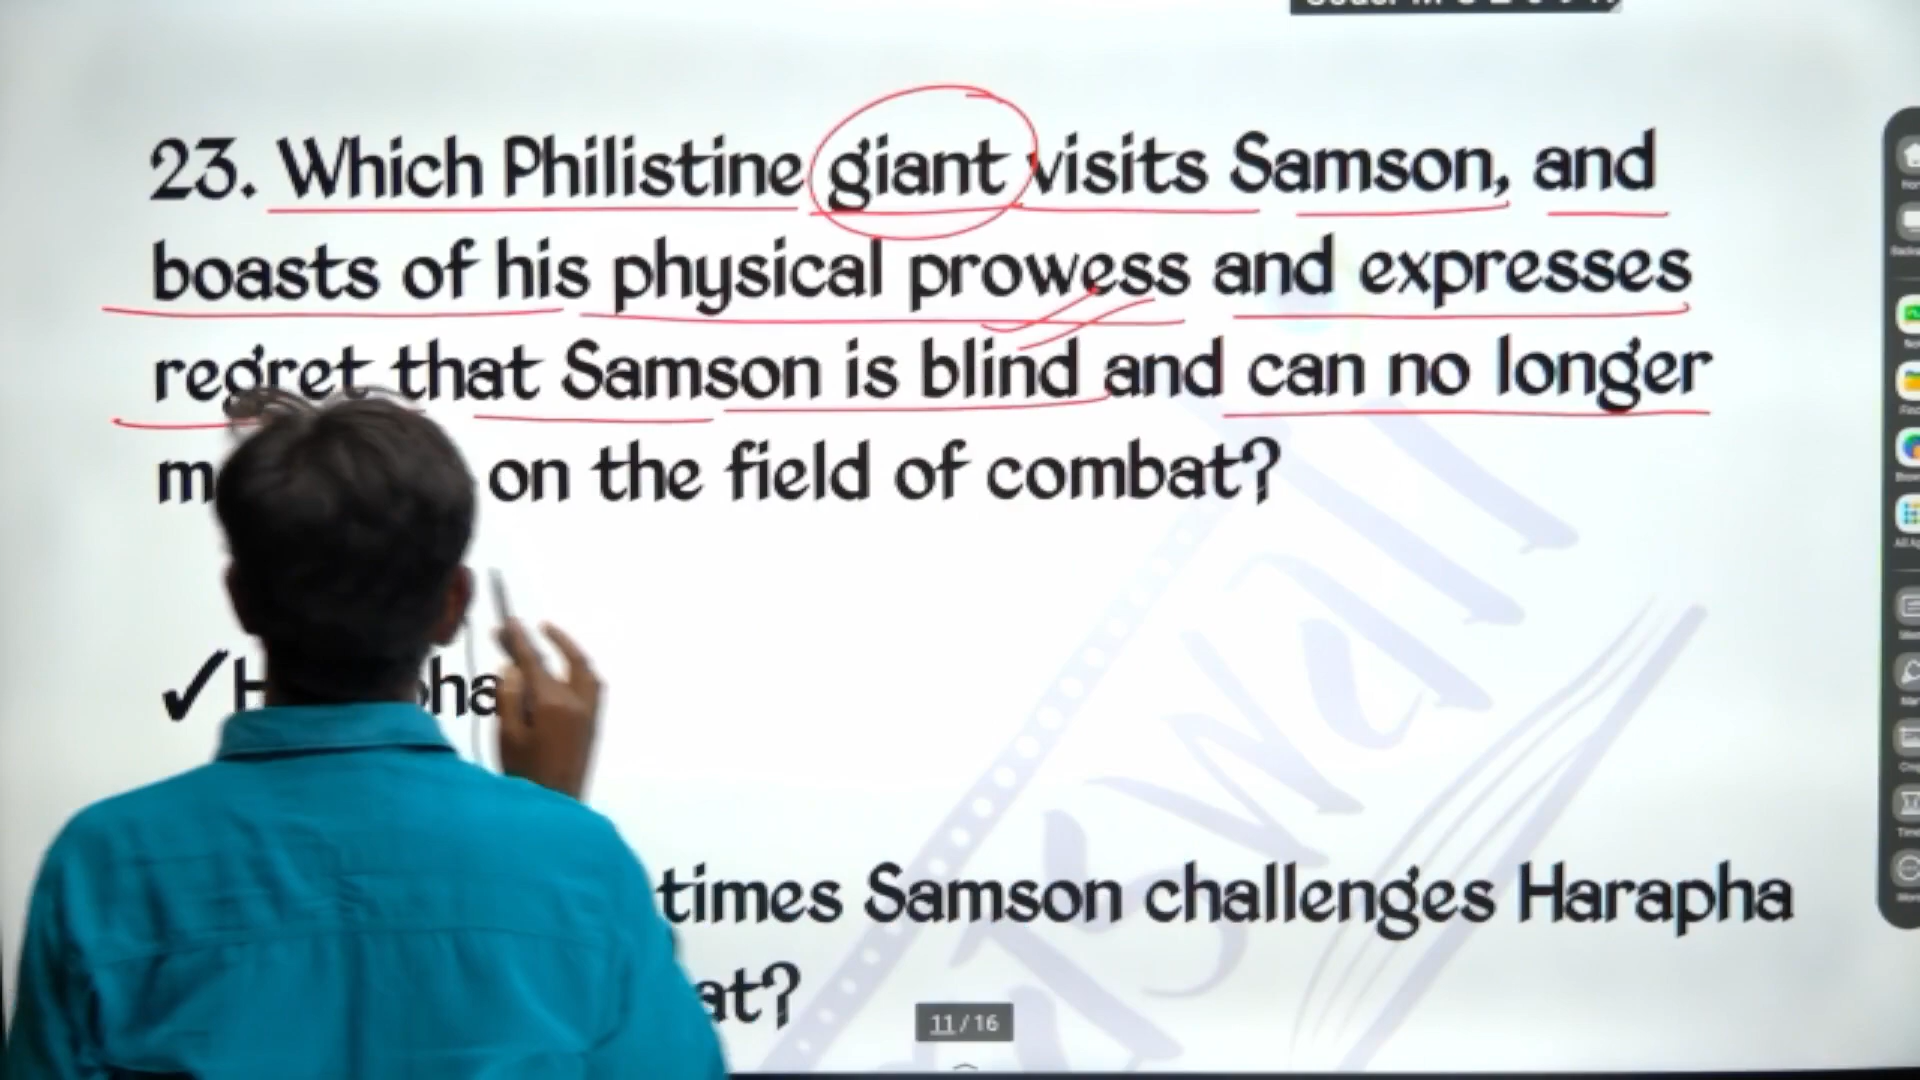 23. Which Philistine giant visits Samson, and
boasts of his physical prowess and expresses
regret that Samson is blind and can no longer
on the field of combat?
✓
times Samson challenges Harapha
11/16